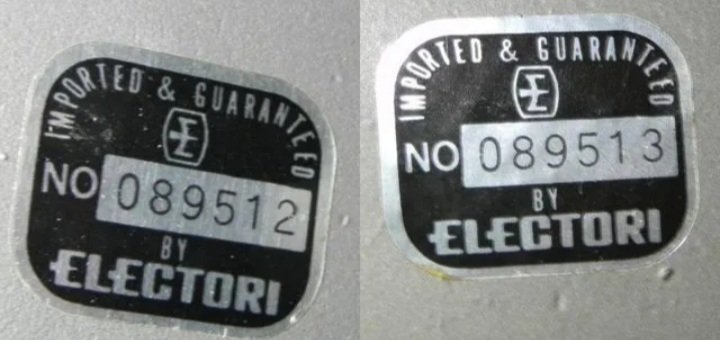 IMPORTED & GUARANTEED
E
NO 089512
BY
ELECTORI
IMPORTED & GUARANTEED
E
NO 089513
BY
ELECTORI